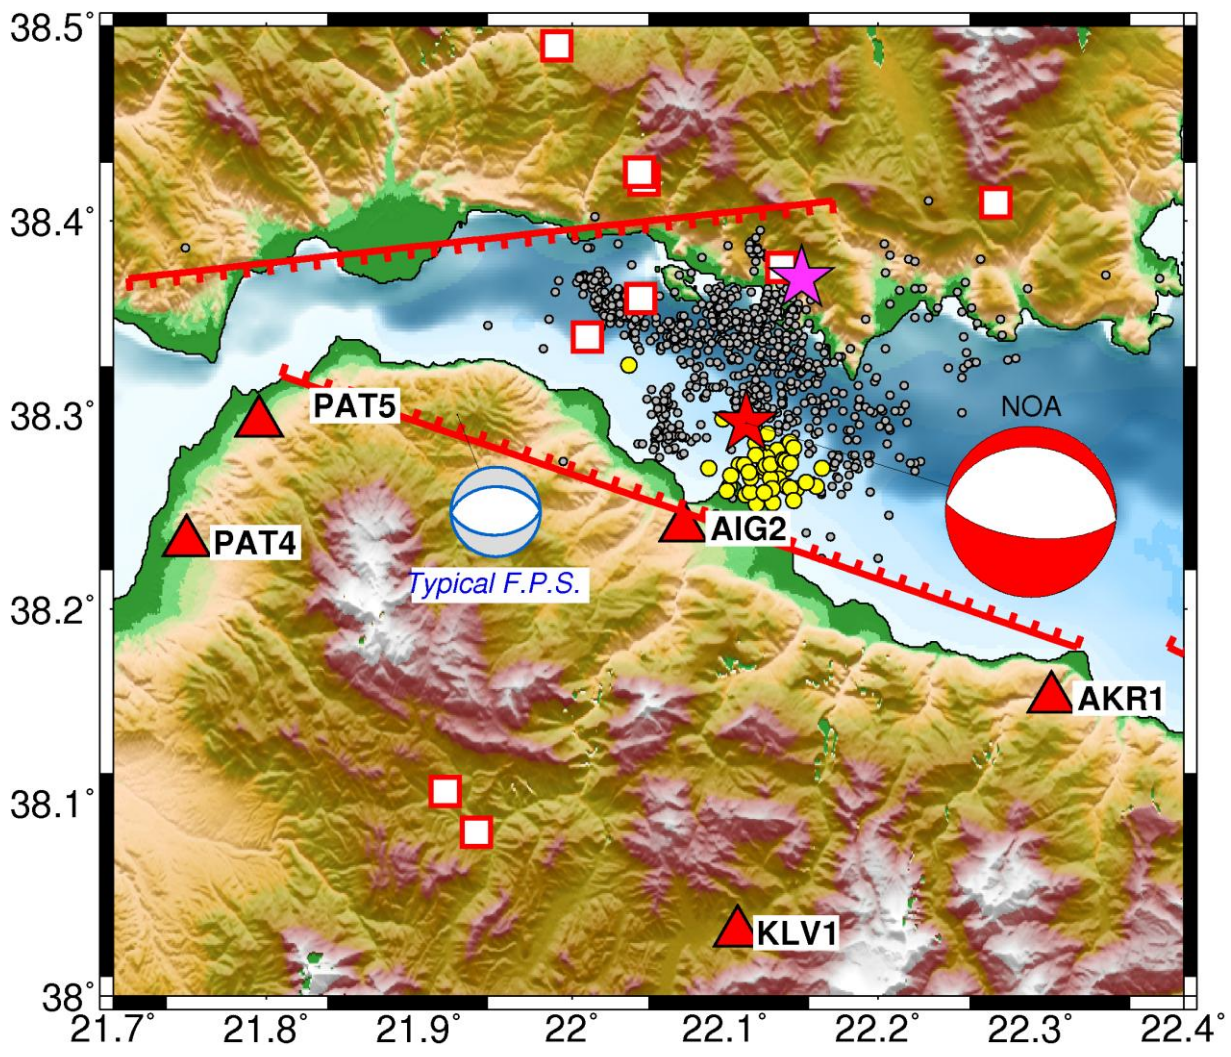 38.5°
38.4°
38.3°
38.2°
38.1°
38°
NOA
PAT5
PAT4
AIG2
Typical F.P.S.
AKR1
KLV1
21.7° 21.8° 21.9° 22° 22.1° 22.2° 22.3° 22.4°